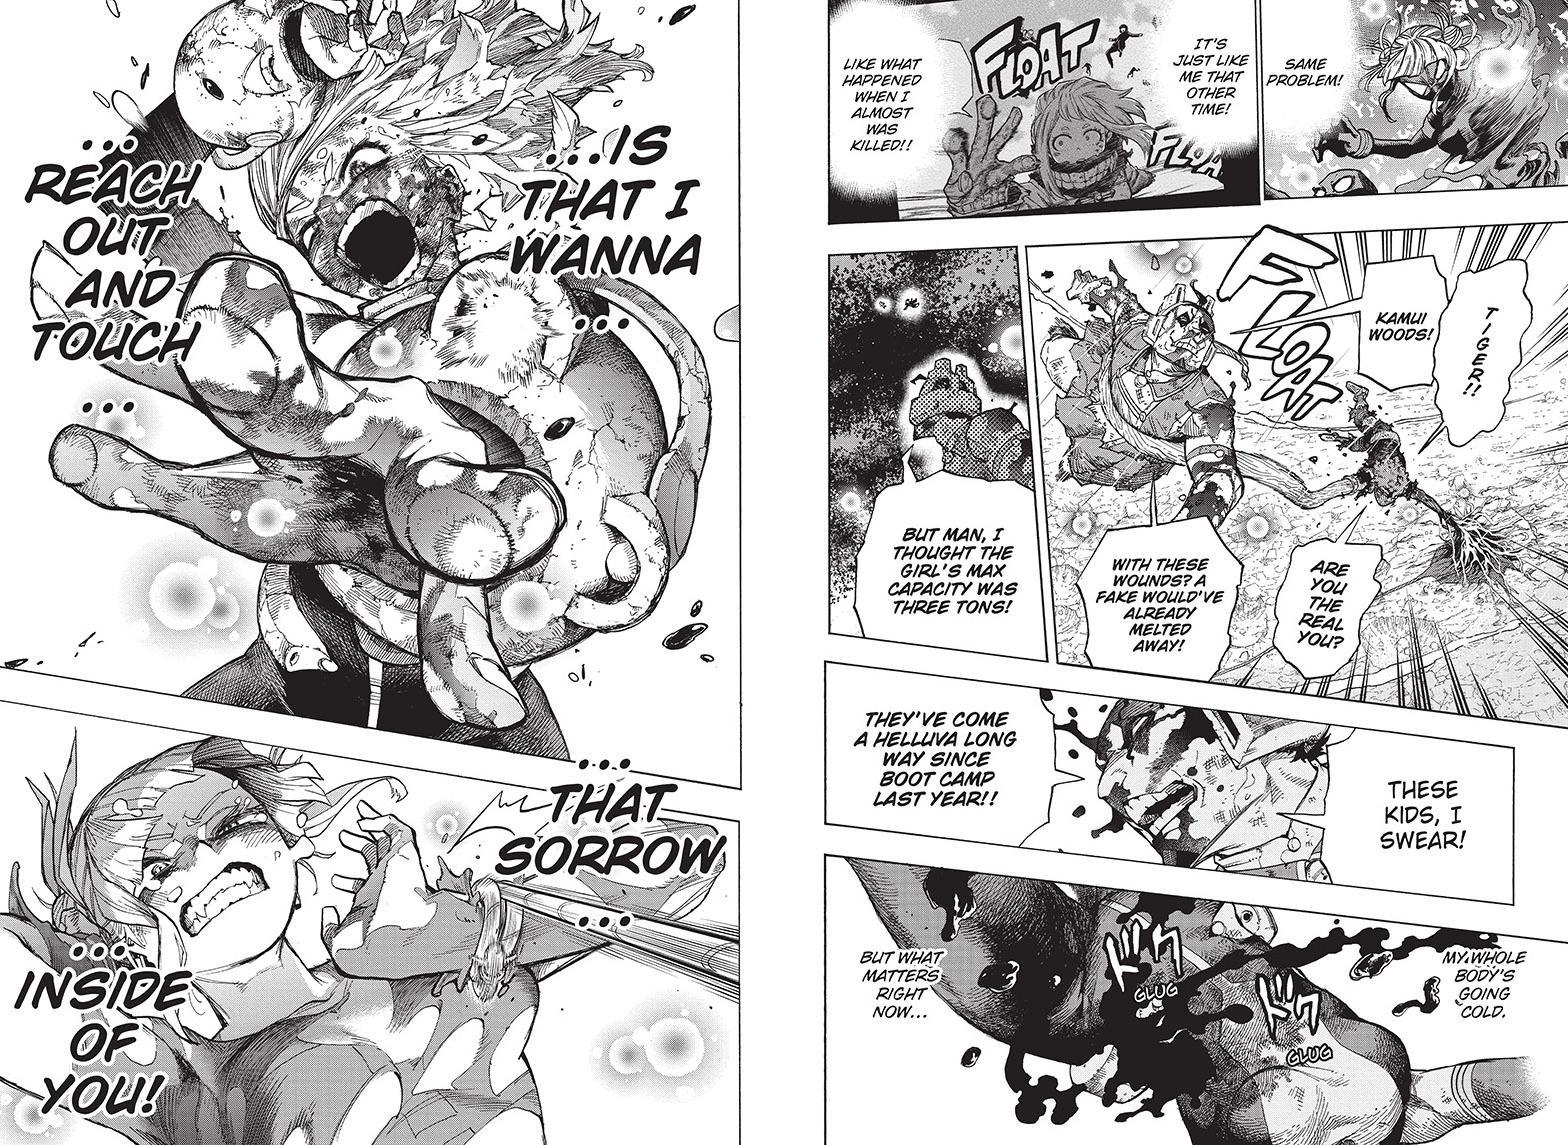 SAME
PROBLEM!
IT'S
JUST LIKE
ME THAT
OTHER
TIME!
FLOAT
FLOAT
LIKE WHAT
HAPPENED
WHEN I
ALMOST
WAS
KILLED!!
TIGER!!
KAMUI
WOODS!
FLOAT
FLOAT
ARE
YOU
THE
REAL
YOU?
WITH THESE
WOUNDS? A
FAKE WOULD'VE
ALREADY
MELTED
AWAY!
BUT MAN, I
THOUGHT THE
GIRL'S MAX
CAPACITY WAS
THREE TONS!
THESE
KIDS, I
SWEAR!
THEY'VE COME
A HELLUVA LONG
WAY SINCE
BOOT CAMP
LAST YEAR!!
MY WHOLE
BODY'S
GOING
COLD.
ドク
GLUG
ドク
GLUG
BUT WHAT
MATTERS
RIGHT
NOW...
...IS
THAT I
WANNA
...
...
REACH
OUT
AND
TOUCH
...
...
THAT
SORROW
...
...
INSIDE
OF
YOU!